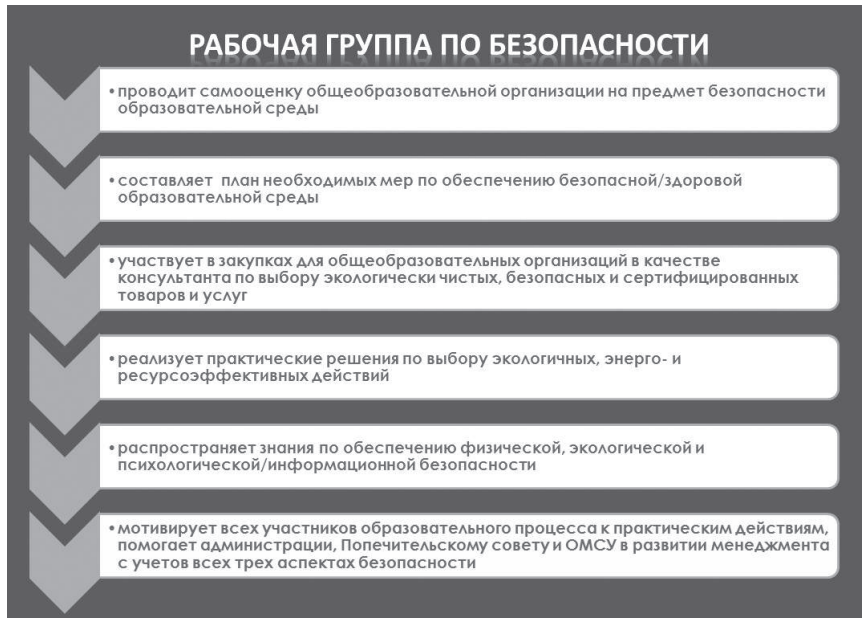 РАБОЧАЯ ГРУППА ПО БЕЗОПАСНОСТИ
• проводит самооценку общеобразовательной организации на предмет безопасности
образовательной среды
• составляет план необходимых мер по обеспечению безопасной/здоровой
образовательной среды
• участвует в закупках для общеобразовательных организаций в качестве
консультанта по выбору экологически чистых, безопасных и сертифицированных
товаров и услуг
• реализует практические решения по выбору экологичных, энерго- и
ресурсоэффективных действий
• распространяет знания по обеспечению физической, экологической и
психологической/информационной безопасности
• мотивирует всех участников образовательного процесса к практическим действиям,
помогает администрации, Попечительскому совету и ОМСУ в развитии менеджмента
с учетов всех трех аспектов безопасности